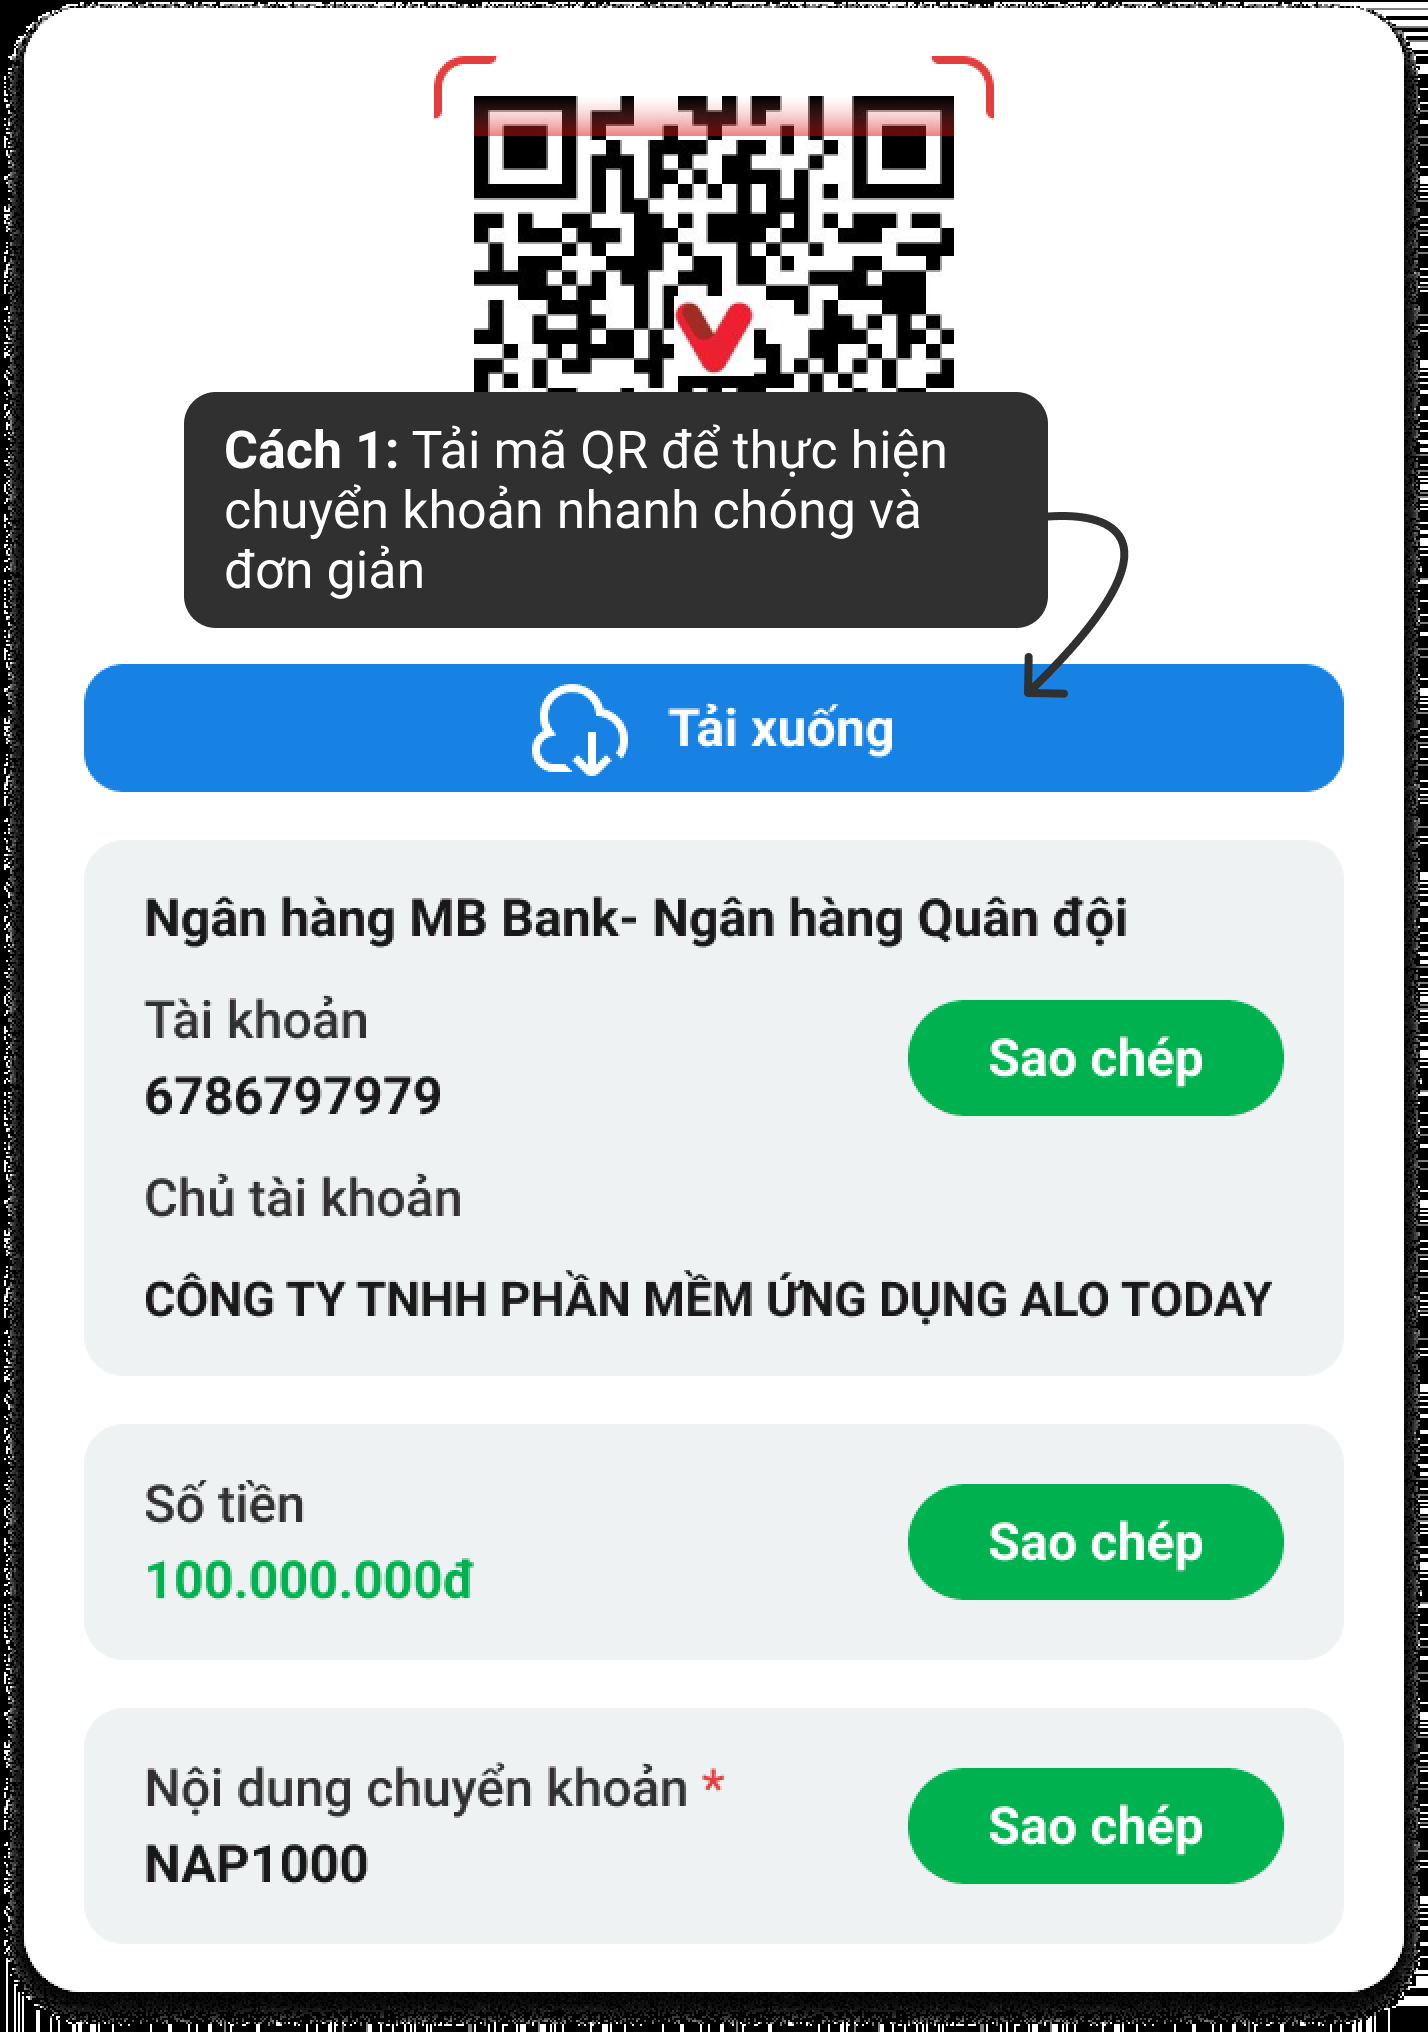 Cách 1: Tải mã QR để thực hiện
chuyển khoản nhanh chóng và
đơn giản
Tải xuống
Ngân hàng MB Bank- Ngân hàng Quân đội
Tài khoản
6786797979
Sao chép
Chủ tài khoản
CÔNG TY TNHH PHẦN MỀM ỨNG DỤNG ALO TODAY
Số tiền
100.000.000đ
Sao chép
Nội dung chuyển khoản *
NAP1000
Sao chép